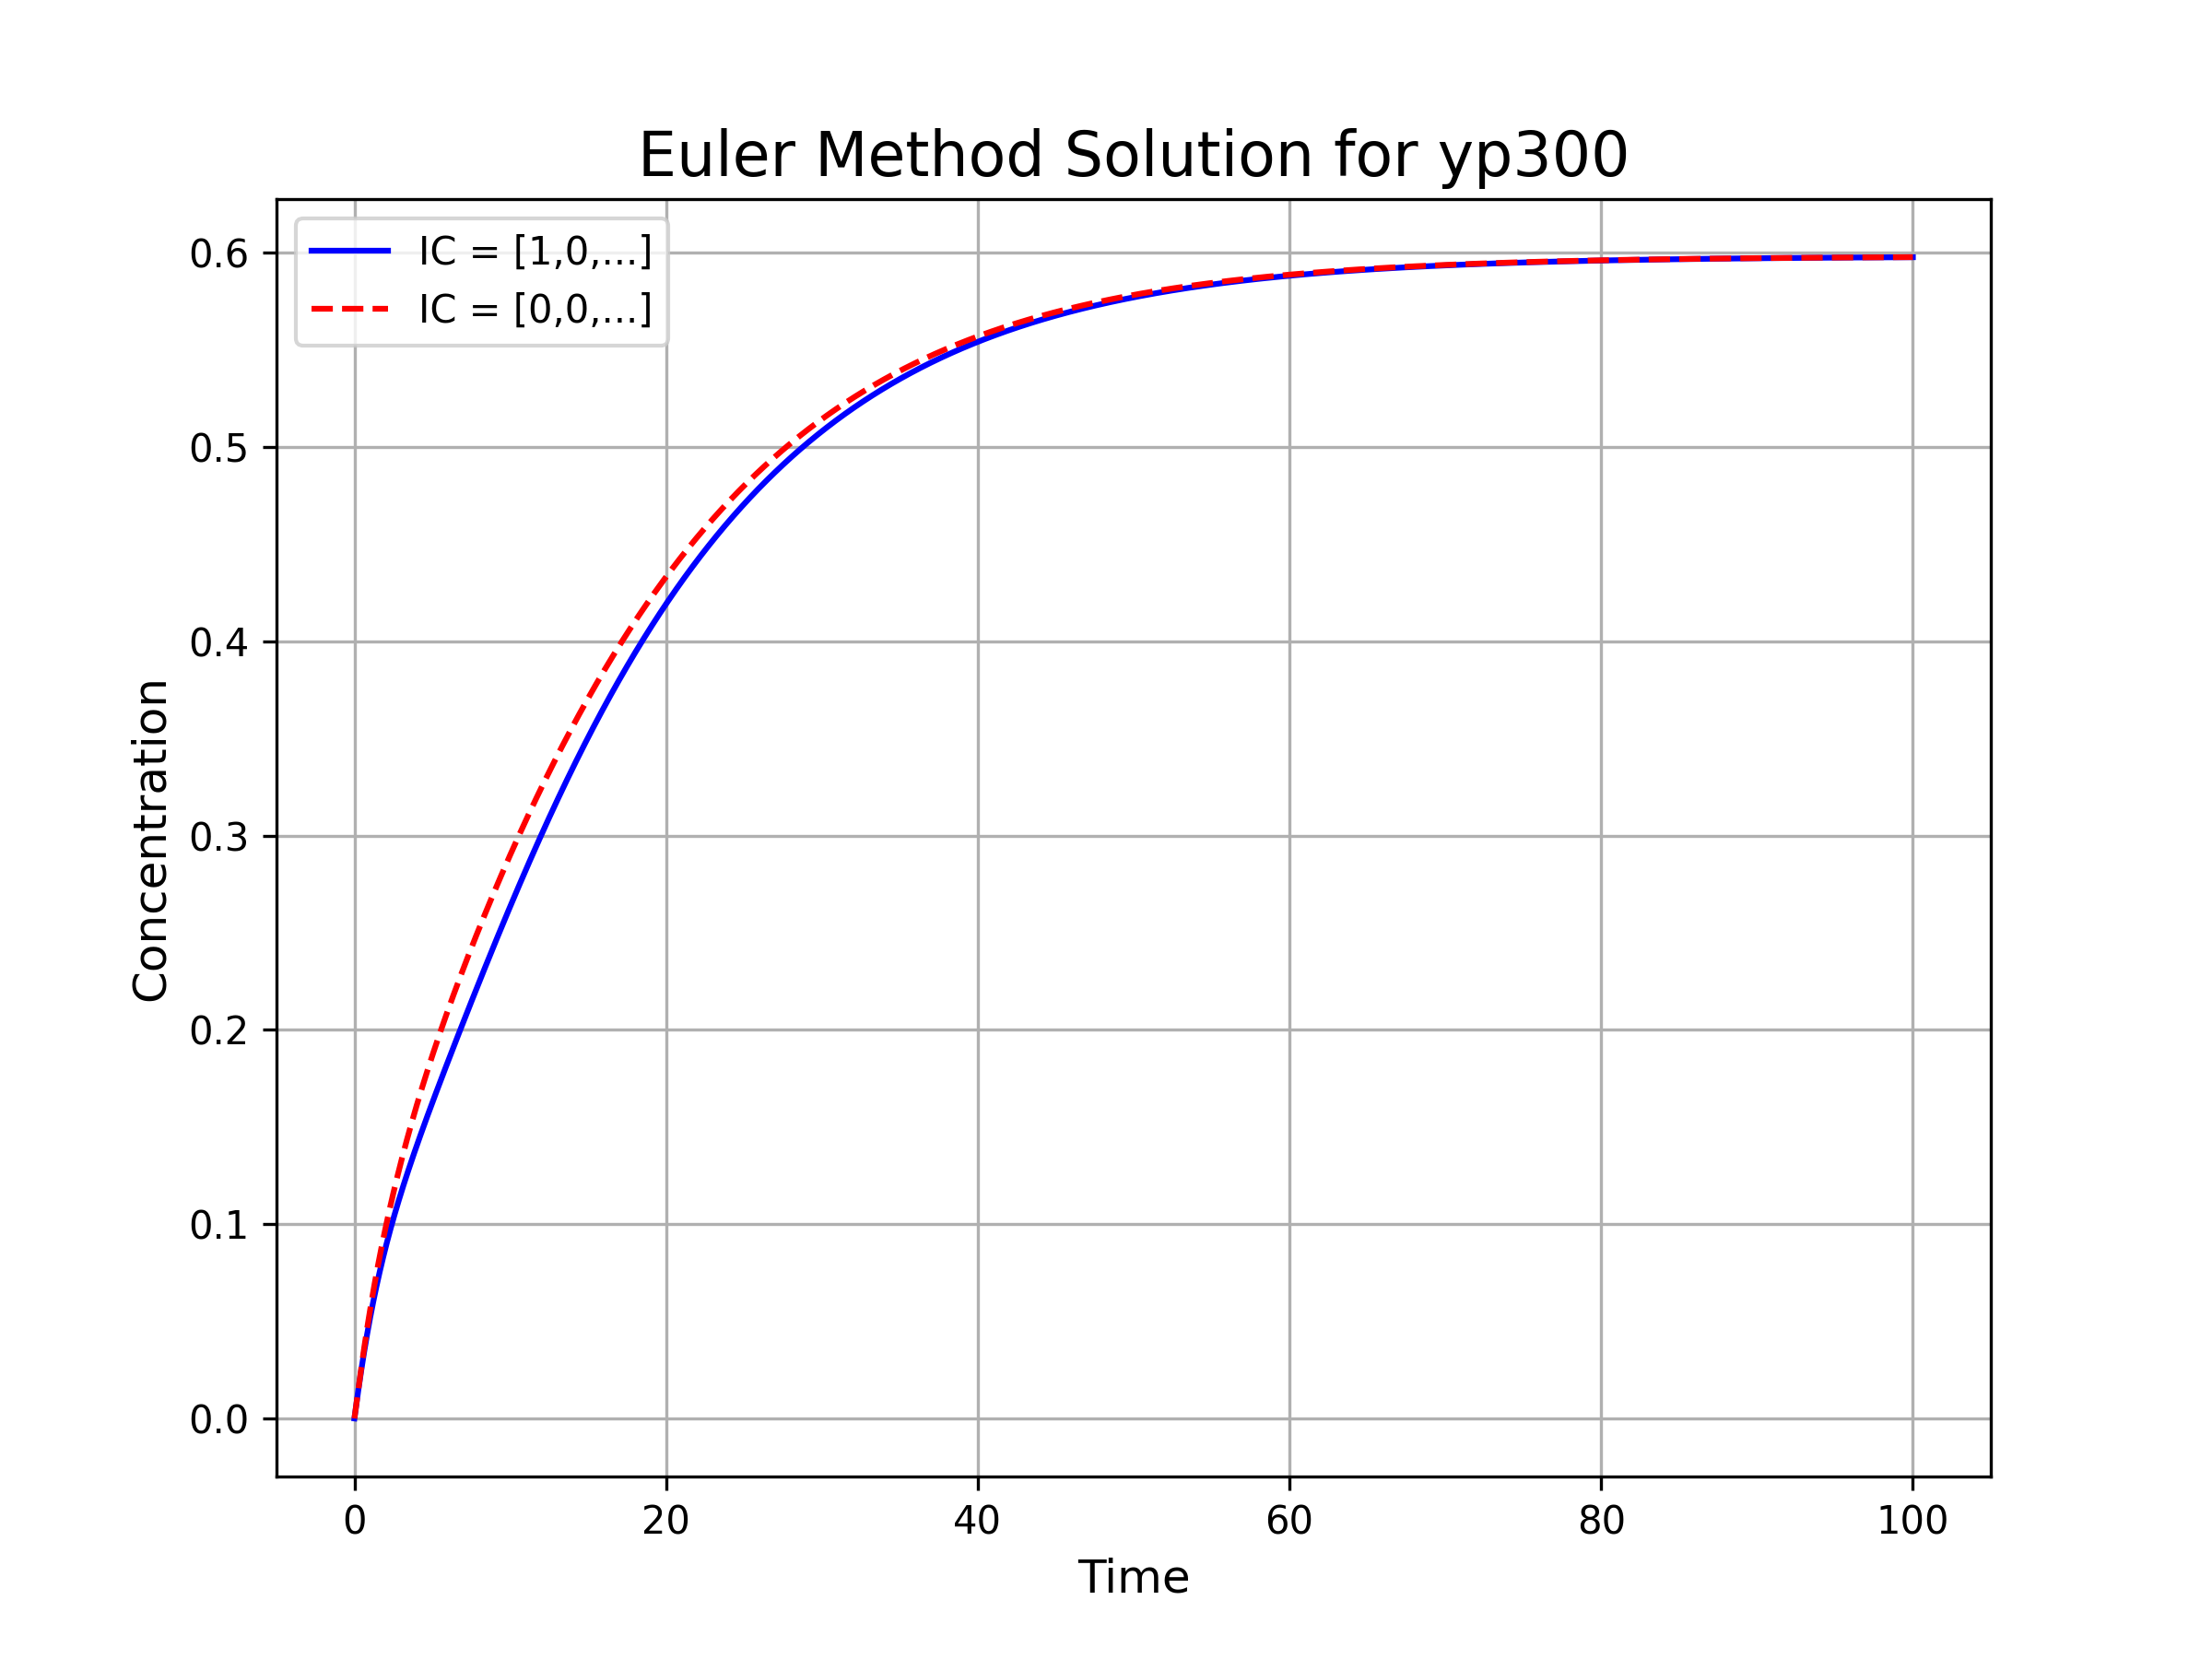 Euler Method Solution for yp300
IC = [1,0,...]
IC = [0,0,...]
0.6
0.5
0.4
0.3
0.2
0.1
0.0
Concentration
0 20 40 60 80 100
Time